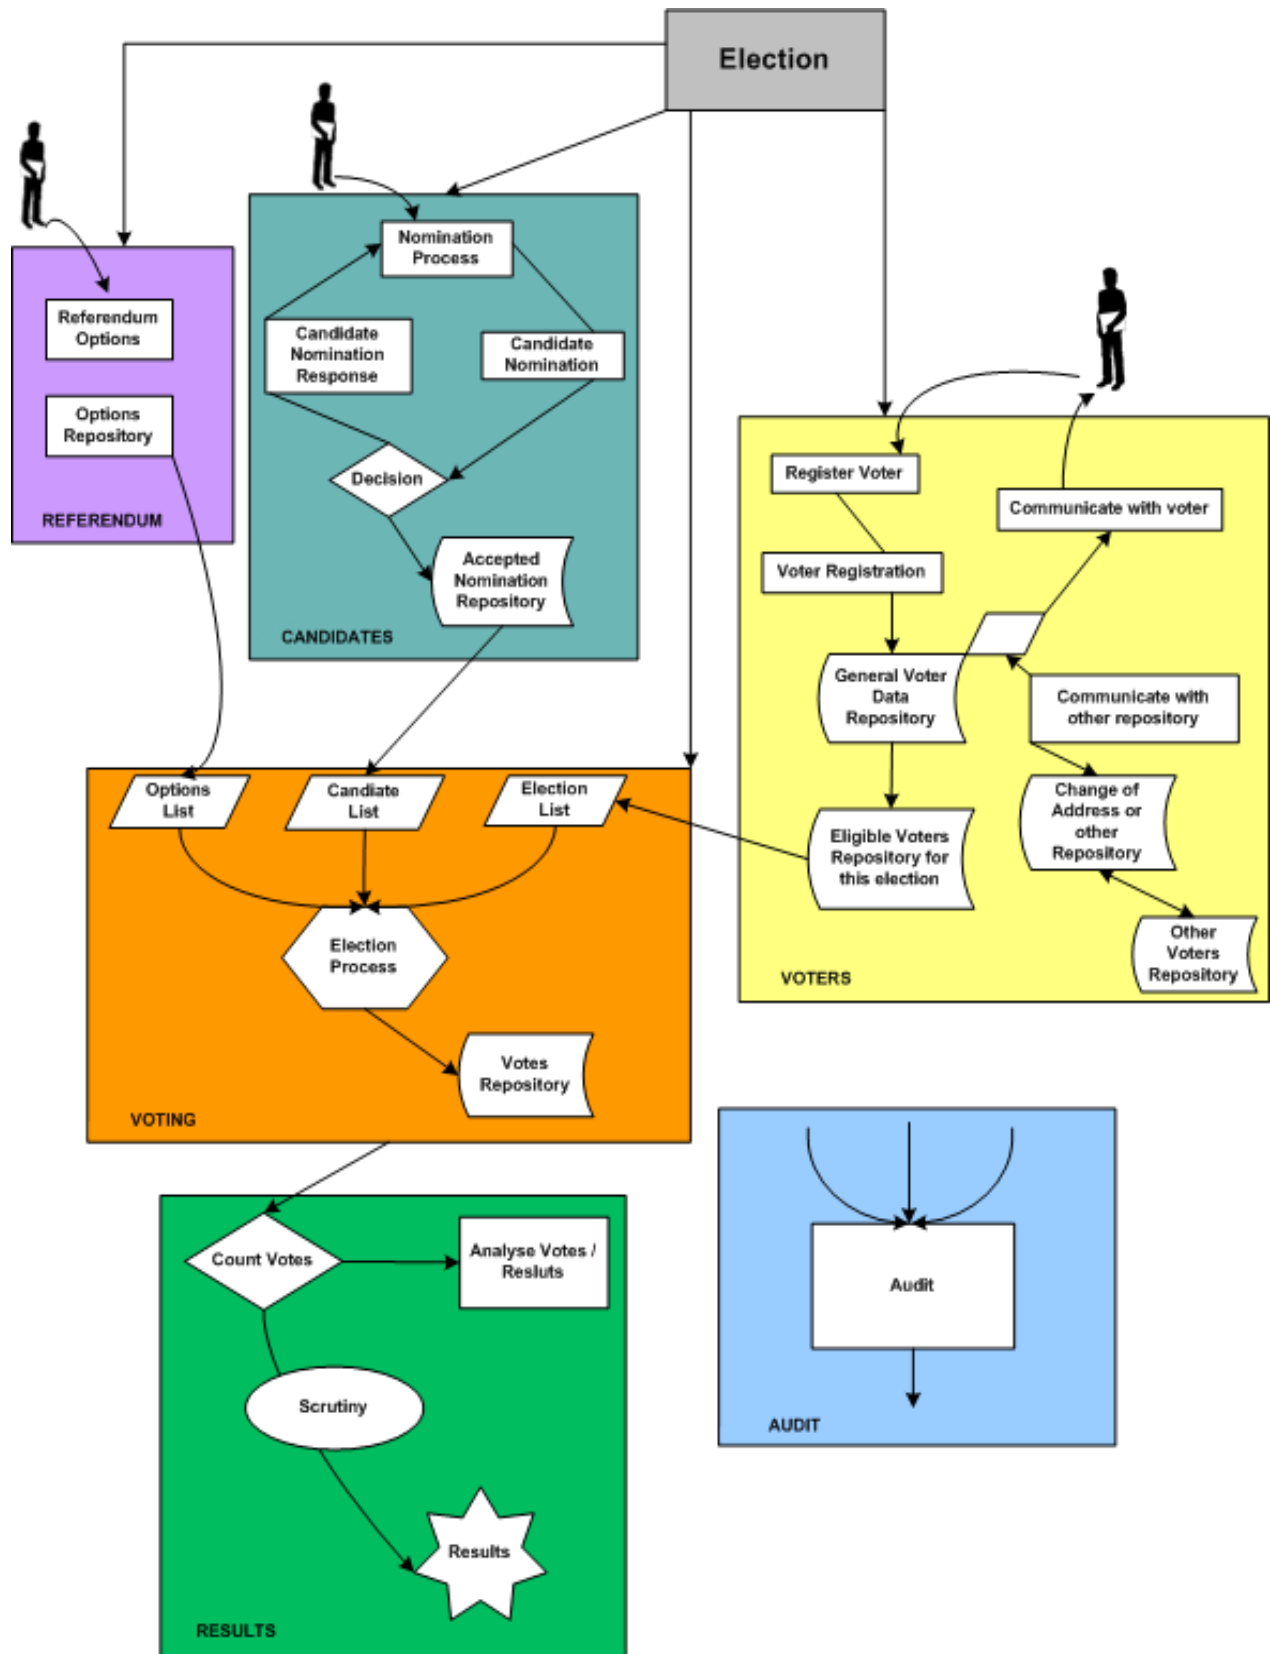 Election
Nomination
Process
Referendum
Options
Candidate
Nomination
Response
Candidate
Nomination
Options
Repository
Decision
REFERENDUM
Accepted
Nomination
Repository
CANDIDATES
Register Voter
Communicate with voter
Voter Registration
General Voter
Data
Repository
Communicate with
other repository
Change of
Address or
other
Repository
Eligible Voters
Repository for
this election
Other
Voters
Repository
VOTERS
Options
List
Candiate
List
Election
List
Election
Process
Votes
Repository
VOTING
Count Votes
Analyse Votes /
Resluts
Scrutiny
Results
RESULTS
Audit
AUDIT